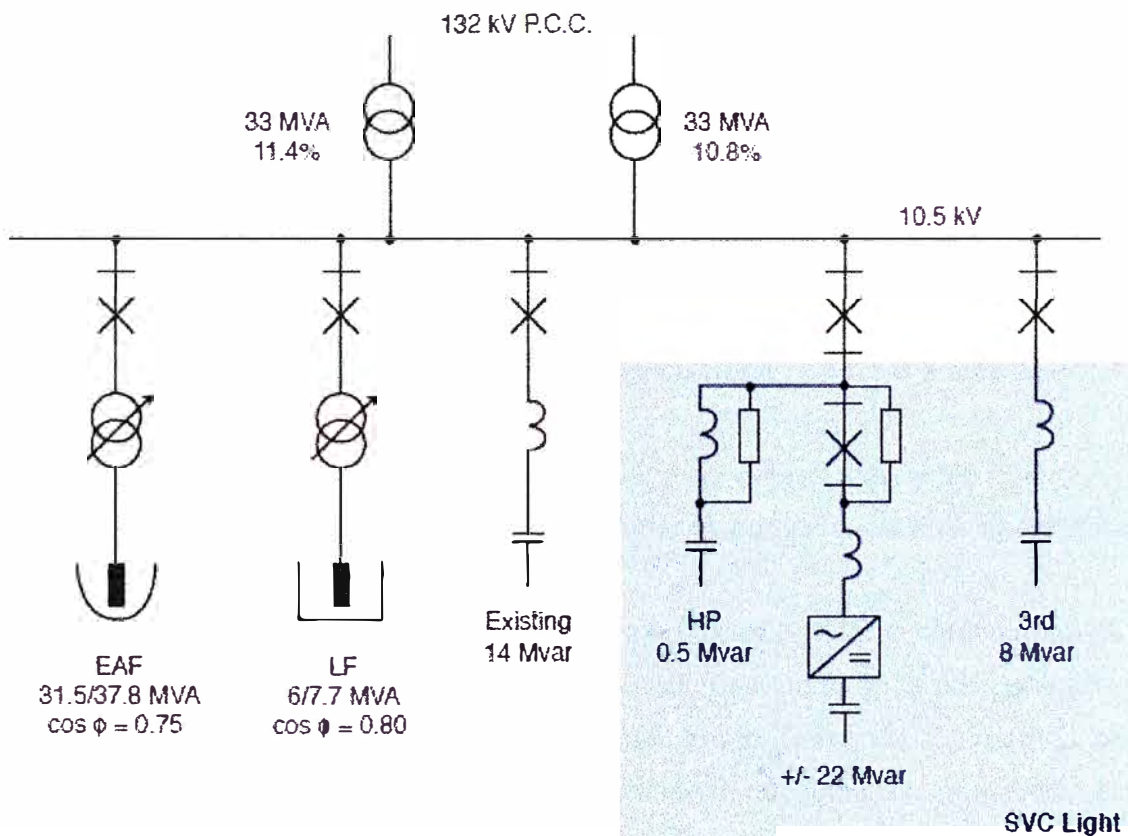 132 kV P.C.C.
33 MVA
11.4%
33 MVA
10.8%
10.5 kV
EAF
31.5/37.8 MVA
cos φ = 0.75
LF
6/7.7 MVA
cos φ = 0.80
Existing
14 Mvar
HP
0.5 Mvar
+/- 22 Mvar
3rd
8 Mvar
SVC Light